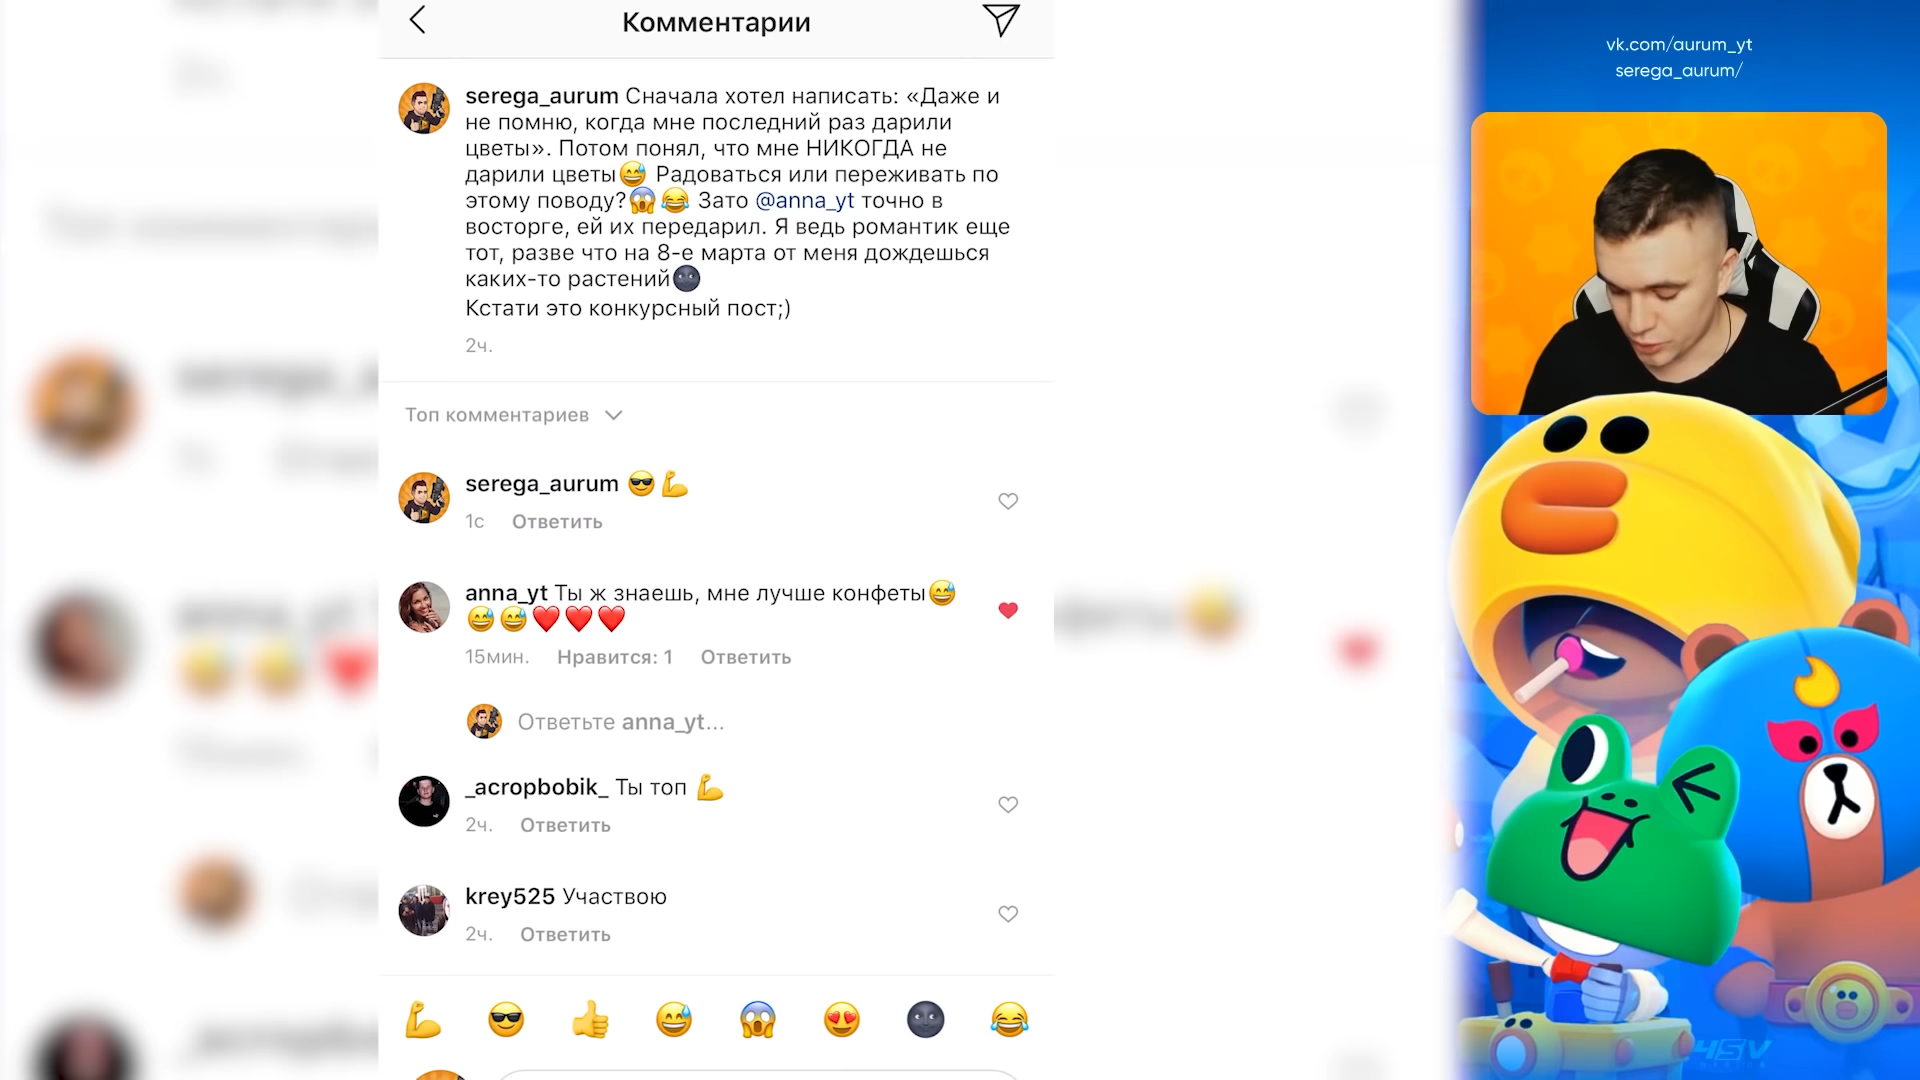 Комментарии
serega_aurum Сначала хотел написать: «Даже и
не помню, когда мне последний раз дарили
цветы». Потом понял, что мне НИКОГДА не
дарили цветы😅 Радоваться или переживать по
этому поводу?😱😂 Зато @anna_yt точно в
восторге, ей их передарил. Я ведь романтик еще
тот, разве что на 8-е марта от меня дождешься
каких-то растений🌚
Кстати это конкурсный пост;)
2ч.
Топ комментариев
serega_aurum 😎💪
1с Ответить
anna_yt Ты ж знаешь, мне лучше конфеты😅
😅😅❤️❤️❤️
15мин. Нравится: 1 Ответить
Ответьте anna_yt...
_acropbobik_ Ты топ 💪
2ч. Ответить
krey525 Участвою
2ч. Ответить
💪😎👍😅😱😍🌚😂
vk.com/aurum_yt
serega_aurum/